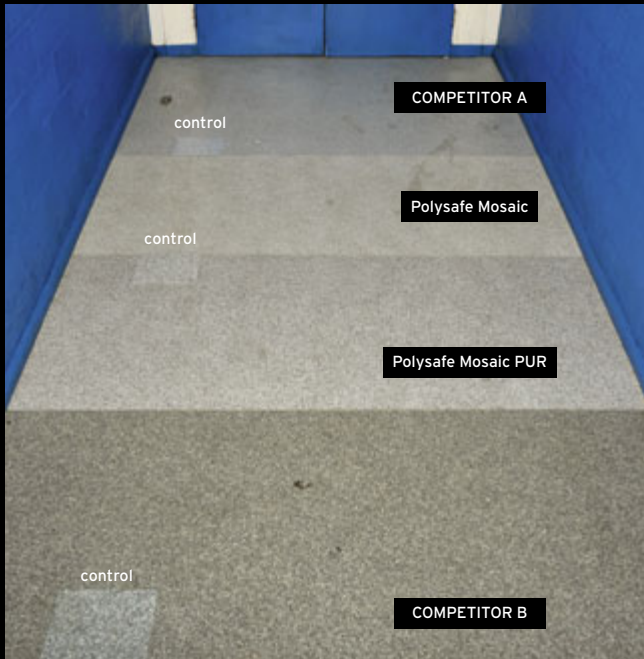 COMPETITOR A
control
Polysafe Mosaic
control
Polysafe Mosaic PUR
control
COMPETITOR B